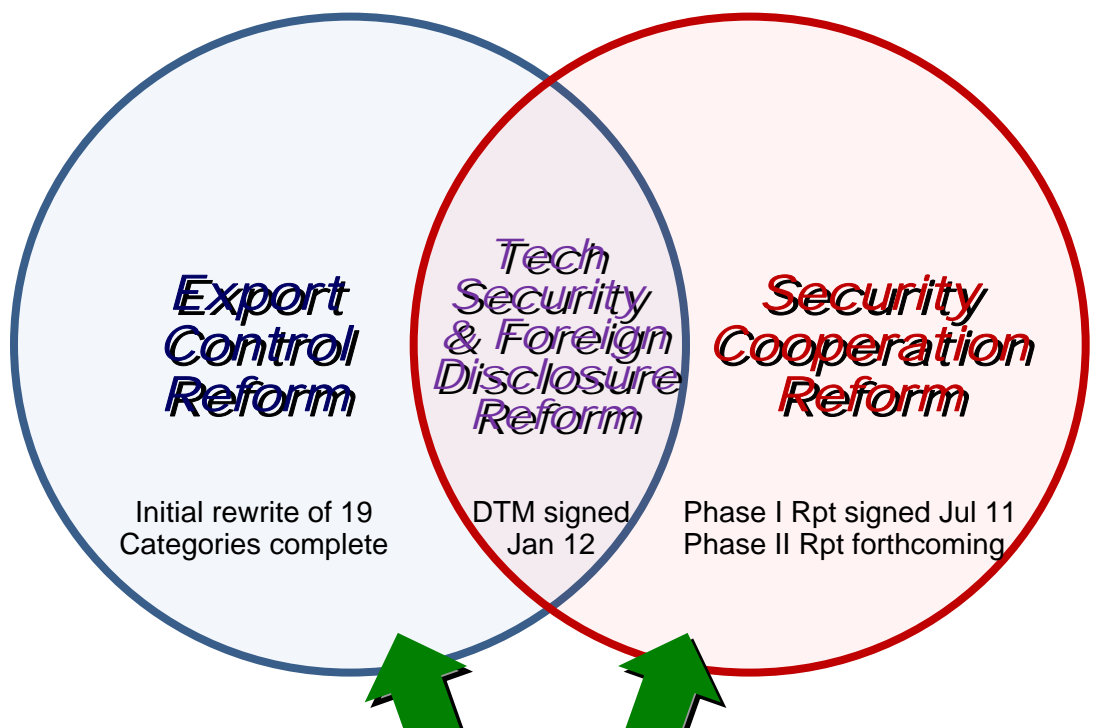 Export
Control
Reform
Initial rewrite of 19
Categories complete
Tech
Security
& Foreign
Disclosure
Reform
DTM signed
Jan 12
Security
Cooperation
Reform
Phase I Rpt signed Jul 11
Phase II Rpt forthcoming